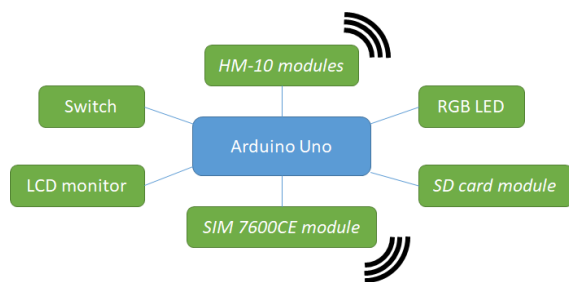 HM-10 modules
Switch
RGB LED
Arduino Uno
LCD monitor
SD card module
SIM 7600CE module